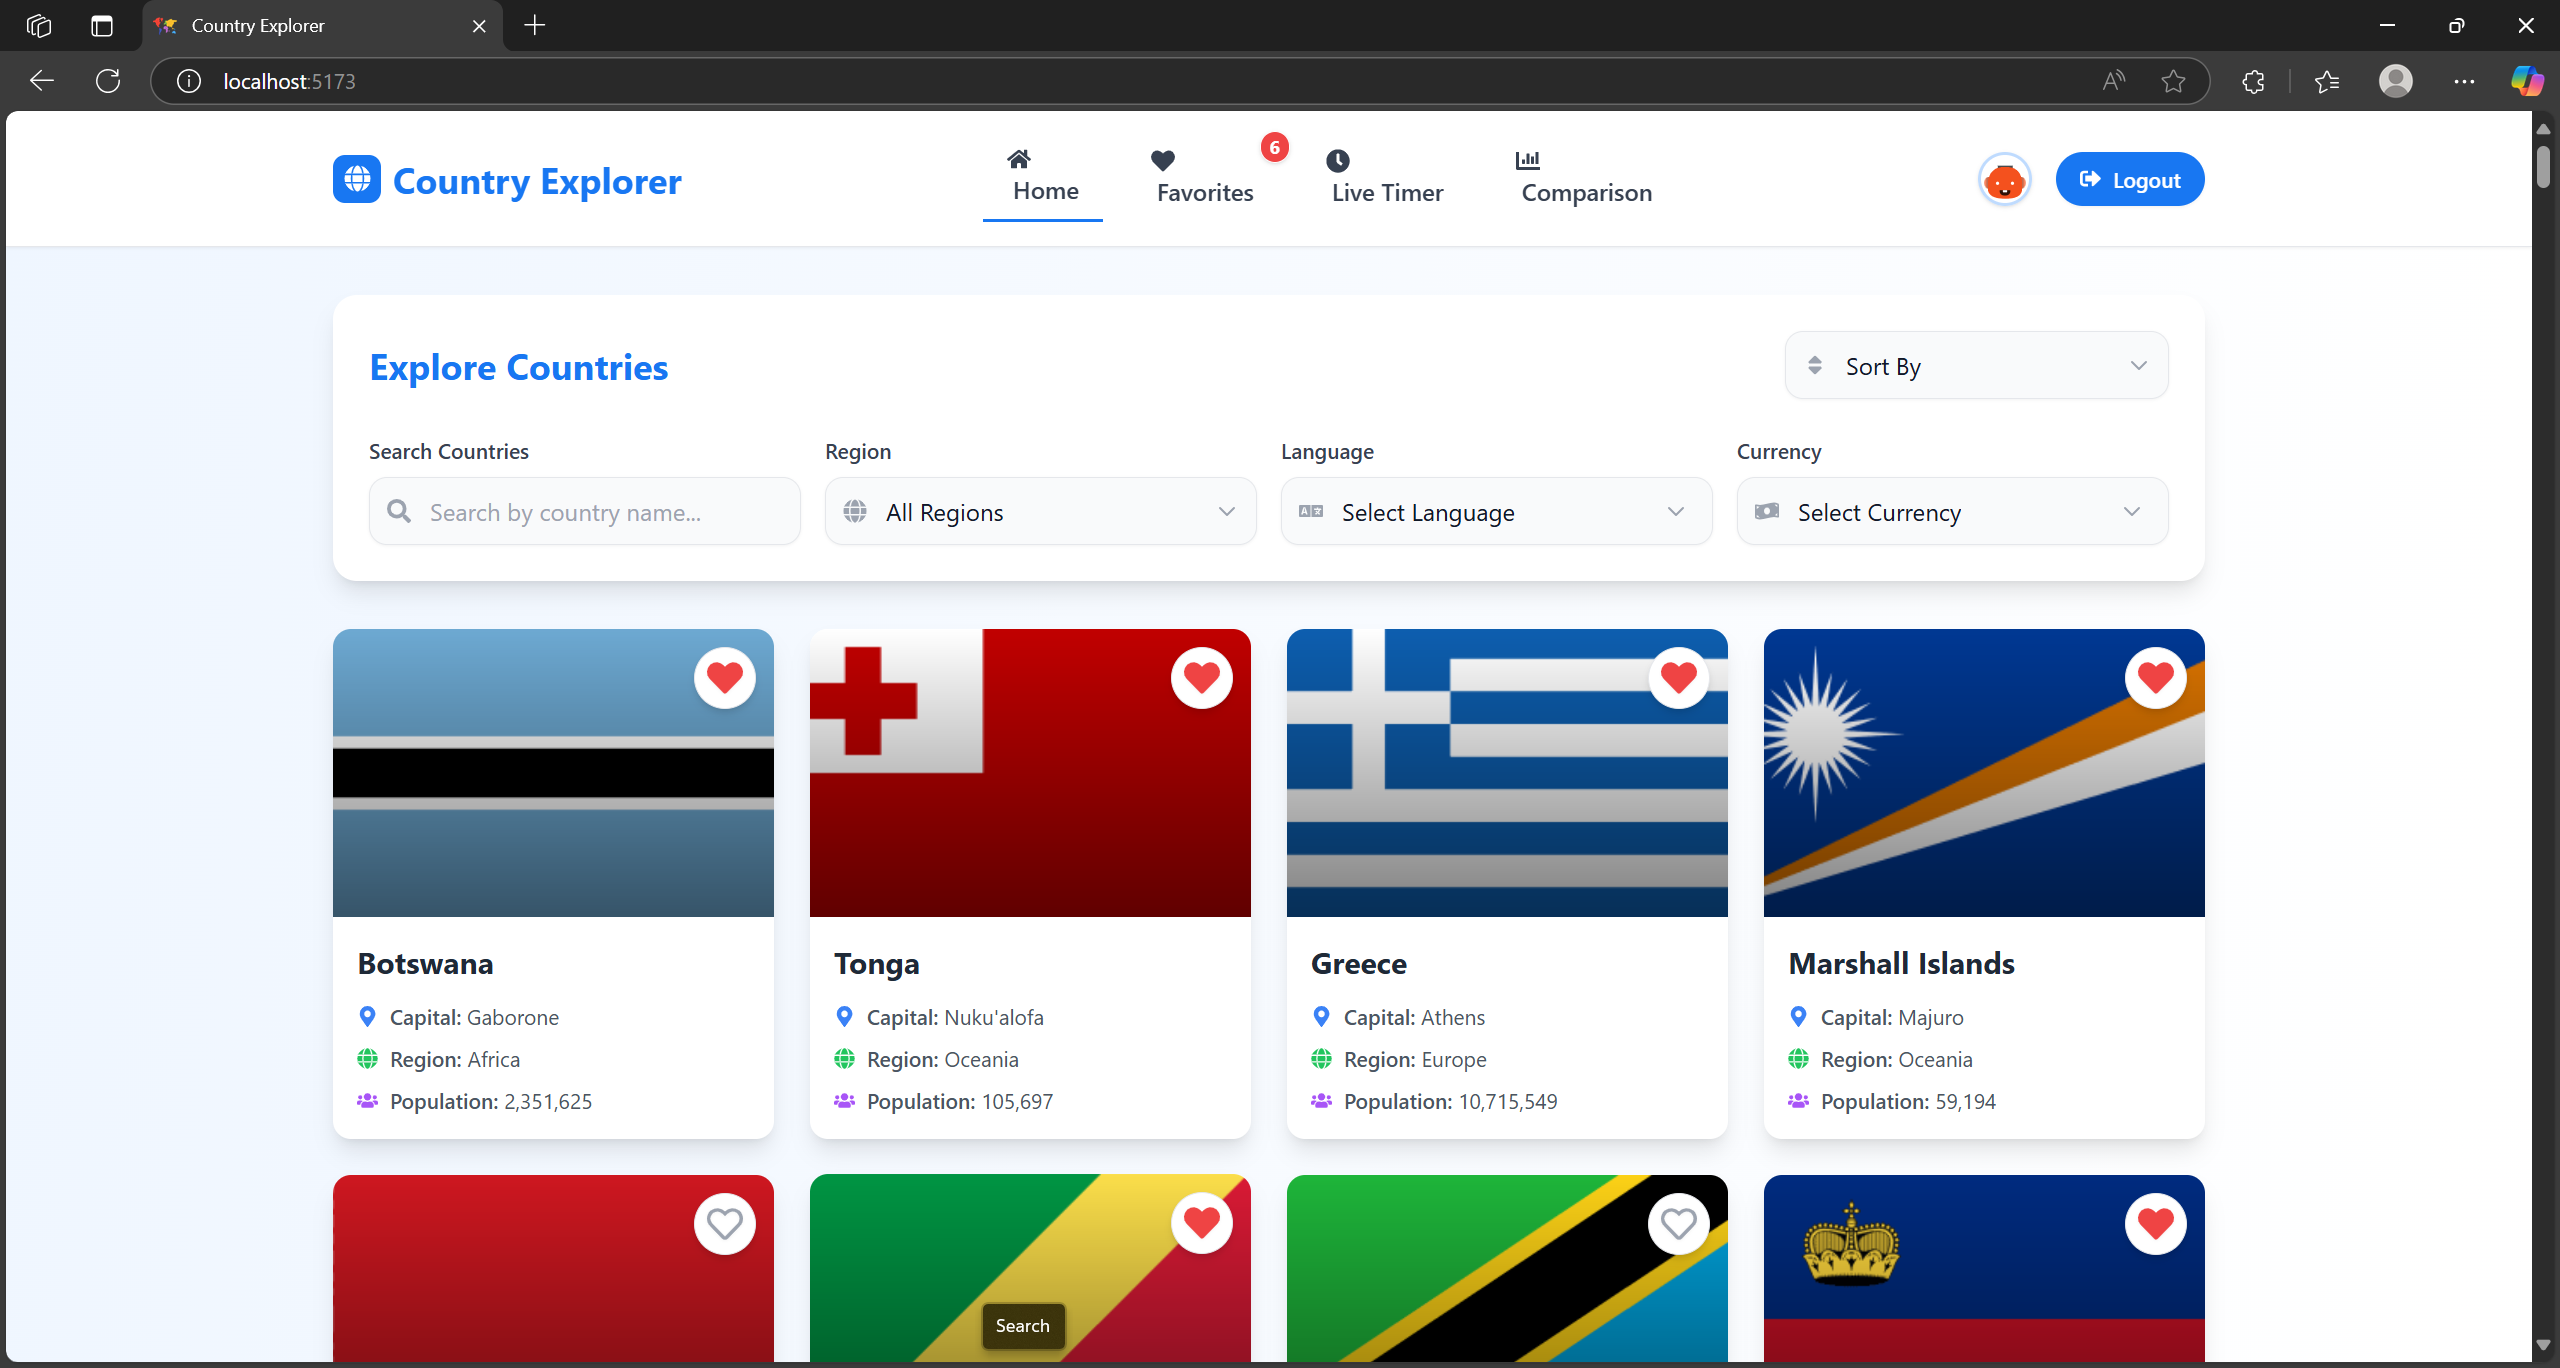 Country Explorer
localhost:5173
Country Explorer
Home
Favorites
6
Live Timer
Comparison
Logout
Explore Countries
Sort By
Search Countries
Region
Language
Currency
Search by country name...
All Regions
Select Language
Select Currency
Botswana
Capital: Gaborone
Region: Africa
Population: 2,351,625
Tonga
Capital: Nuku'alofa
Region: Oceania
Population: 105,697
Greece
Capital: Athens
Region: Europe
Population: 10,715,549
Marshall Islands
Capital: Majuro
Region: Oceania
Population: 59,194
Search